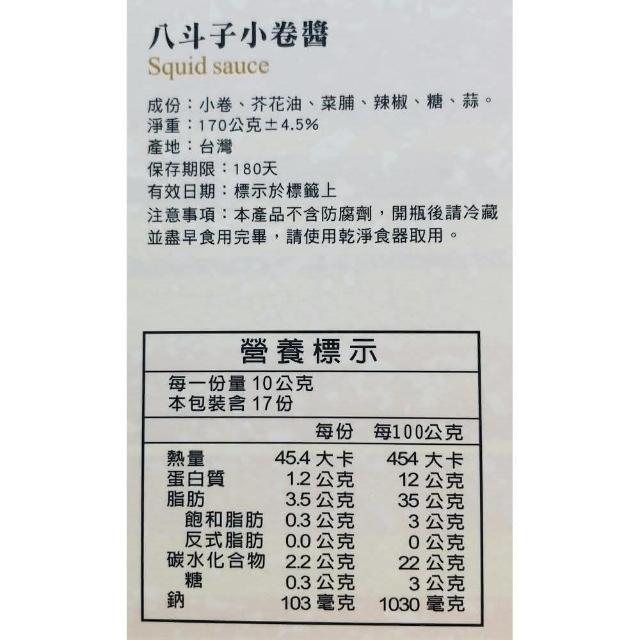 八斗子小卷醬
Squid sauce
成份：小卷、芥花油、菜脯、辣椒、糖、蒜。
淨重：170公克±4.5%
產地：台灣
保存期限：180天
有效日期：標示於標籤上
注意事項：本產品不含防腐劑，開瓶後請冷藏
並盡早食用完畢，請使用乾淨食器取用。
營養標示
每一份量 10公克
本包裝含 17份
每份 每100公克
熱量 45.4 大卡 454 大卡
蛋白質 1.2 公克 12 公克
脂肪 3.5 公克 35 公克
飽和脂肪 0.3 公克 3 公克
反式脂肪 0.0 公克 0 公克
碳水化合物 2.2 公克 22 公克
糖 0.3 公克 3 公克
鈉 103 毫克 1030 毫克